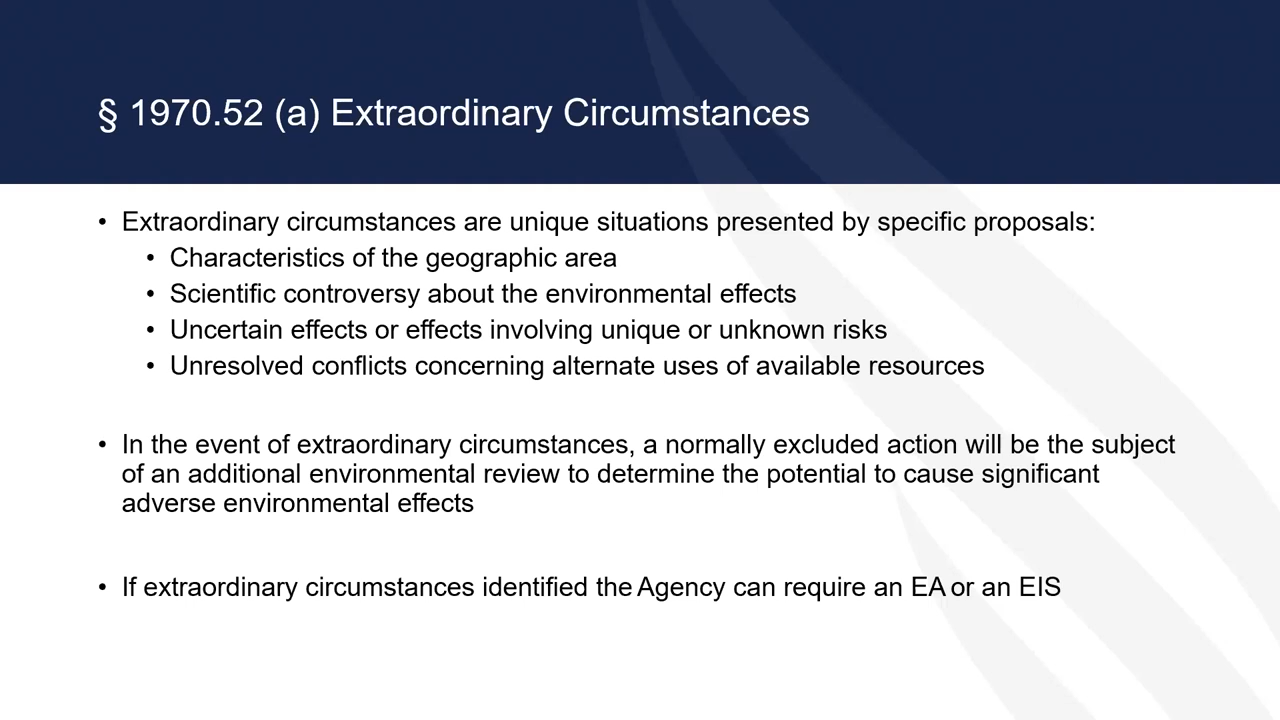 § 1970.52 (a) Extraordinary Circumstances
• Extraordinary circumstances are unique situations presented by specific proposals:
• Characteristics of the geographic area
• Scientific controversy about the environmental effects
• Uncertain effects or effects involving unique or unknown risks
• Unresolved conflicts concerning alternate uses of available resources
• In the event of extraordinary circumstances, a normally excluded action will be the subject
of an additional environmental review to determine the potential to cause significant
adverse environmental effects
• If extraordinary circumstances identified the Agency can require an EA or an EIS